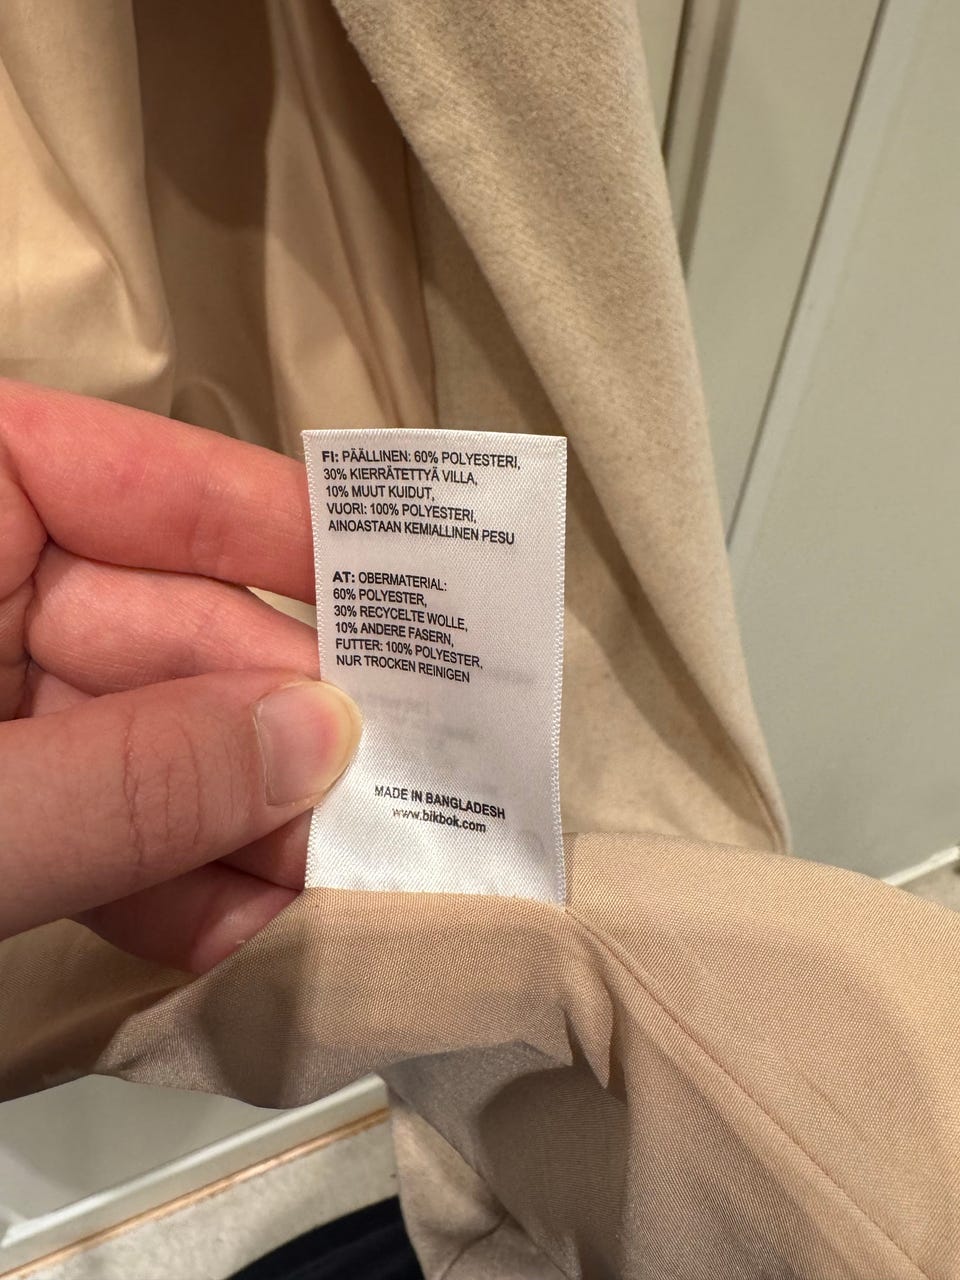 FI: PÄÄLLINEN: 60% POLYESTERI,
30% KIERRÄTETTYÄ VILLA,
10% MUUT KUIDUT,
VUORI: 100% POLYESTERI,
AINOASTAAN KEMIALLINEN PESU
AT: OBERMATERIAL:
60% POLYESTER,
30% RECYCELTE WOLLE,
10% ANDERE FASERN,
FUTTER: 100% POLYESTER,
NUR TROCKEN REINIGEN
MADE IN BANGLADESH
www.bikbok.com